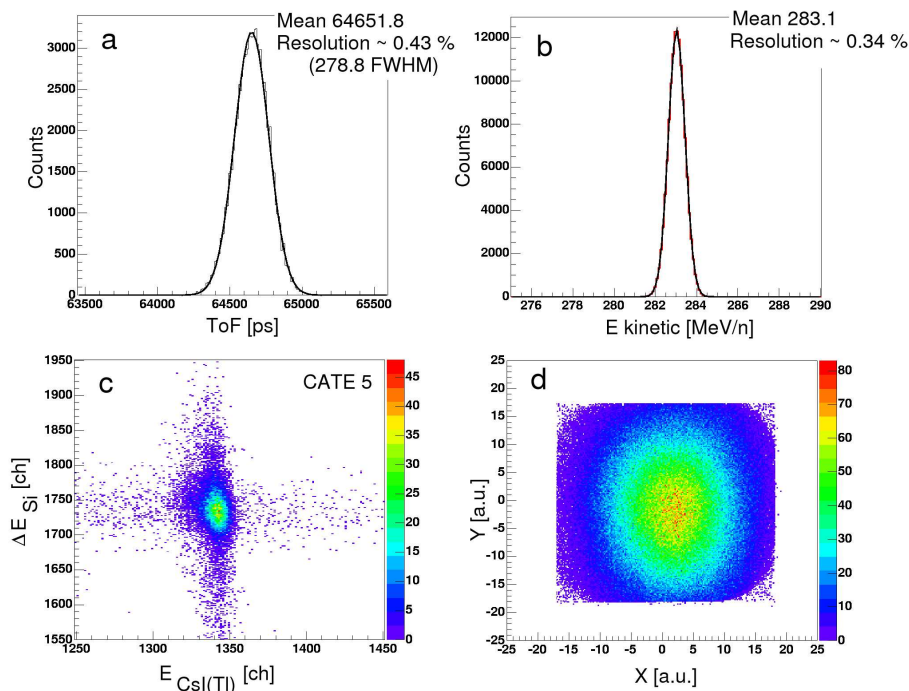 a
Mean 64651.8
Resolution ~ 0.43 %
(278.8 FWHM)
Counts
3000
2500
2000
1500
1000
500
0
63500 64000 64500 65000 65500
ToF [ps]
b
Mean 283.1
Resolution ~ 0.34 %
Counts
12000
10000
8000
6000
4000
2000
0
276 278 280 282 284 286 288 290
E kinetic [MeV/n]
c
CATE 5
ΔE Si [ch]
1950
1900
1850
1800
1750
1700
1650
1600
1550
1250 1300 1350 1400 1450
E CsI(Tl) [ch]
45
40
35
30
25
20
15
10
5
0
d
Y [a.u.]
25
20
15
10
5
0
-5
-10
-15
-20
-25
-25 -20 -15 -10 -5 0 5 10 15 20 25
X [a.u.]
80
70
60
50
40
30
20
10
0